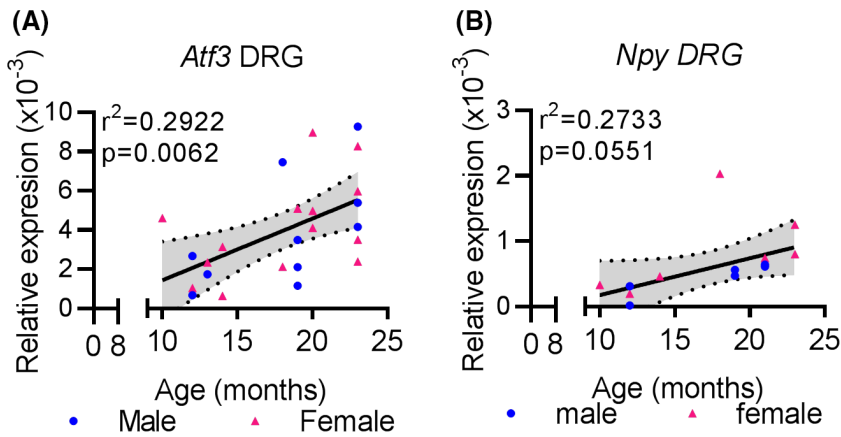 (A)
Atf3 DRG
Relative expresion (x10⁻³)
r²=0.2922
p=0.0062
10
8
6
4
2
0
0 8 10 15 20 25
Age (months)
Male Female
(B)
Npy DRG
Relative expresion (x10⁻³)
r²=0.2733
p=0.0551
3
2
1
0
0 8 10 15 20 25
Age (months)
male female